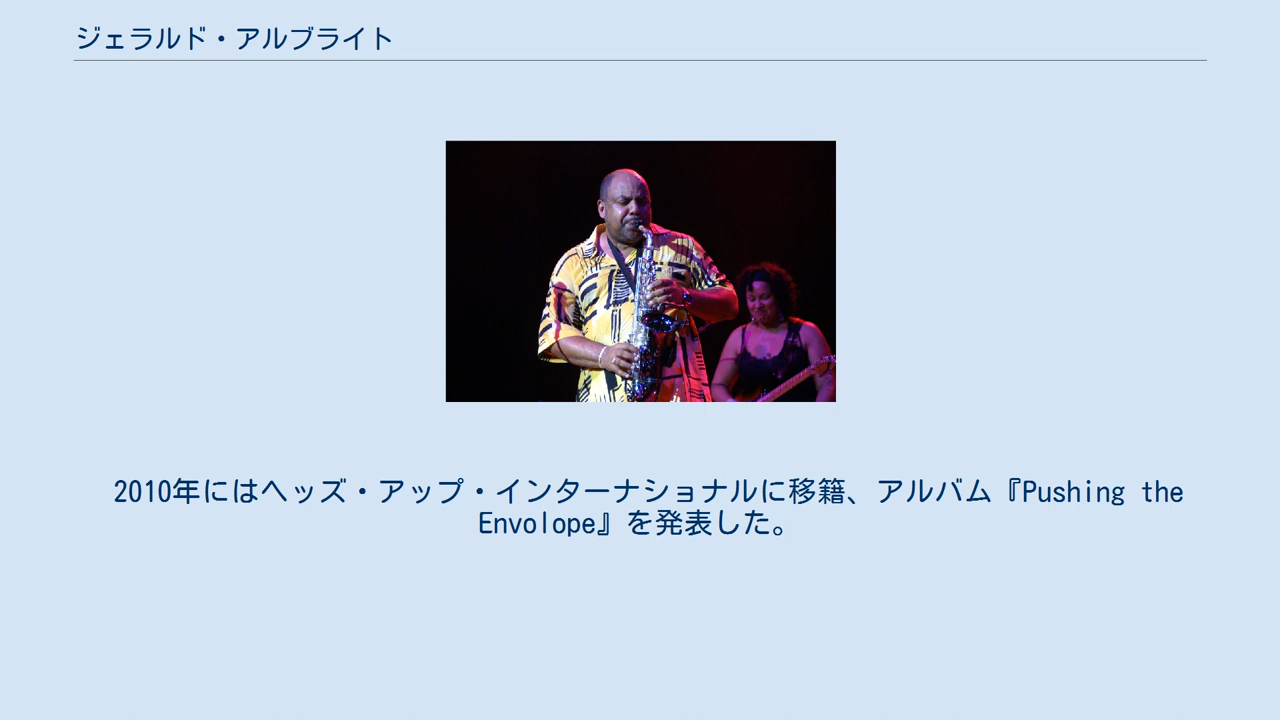 ジェラルド・アルブライト
2010年にはヘッズ・アップ・インターナショナルに移籍、アルバム『Pushing the
Envolope』を発表した。